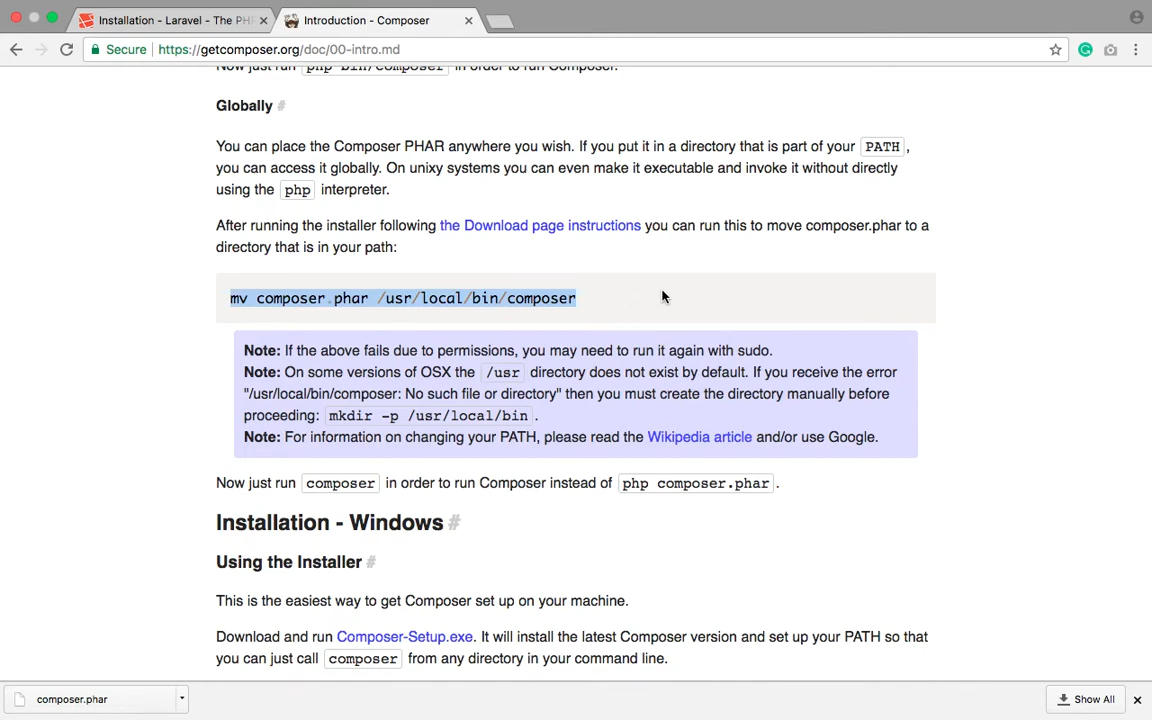 Installation - Laravel - The PH
Introduction - Composer
Secure
https://getcomposer.org/doc/00-intro.md
Now just run php bin/composer in order to run Composer.
Globally #
You can place the Composer PHAR anywhere you wish. If you put it in a directory that is part of your PATH,
you can access it globally. On unixy systems you can even make it executable and invoke it without directly
using the php interpreter.
After running the installer following the Download page instructions you can run this to move composer.phar to a
directory that is in your path:
mv composer.phar /usr/local/bin/composer
Note: If the above fails due to permissions, you may need to run it again with sudo.
Note: On some versions of OSX the /usr directory does not exist by default. If you receive the error
"/usr/local/bin/composer: No such file or directory" then you must create the directory manually before
proceeding: mkdir -p /usr/local/bin.
Note: For information on changing your PATH, please read the Wikipedia article and/or use Google.
Now just run composer in order to run Composer instead of php composer.phar.
Installation - Windows #
Using the Installer #
This is the easiest way to get Composer set up on your machine.
Download and run Composer-Setup.exe. It will install the latest Composer version and set up your PATH so that
you can just call composer from any directory in your command line.
composer.phar
Show All